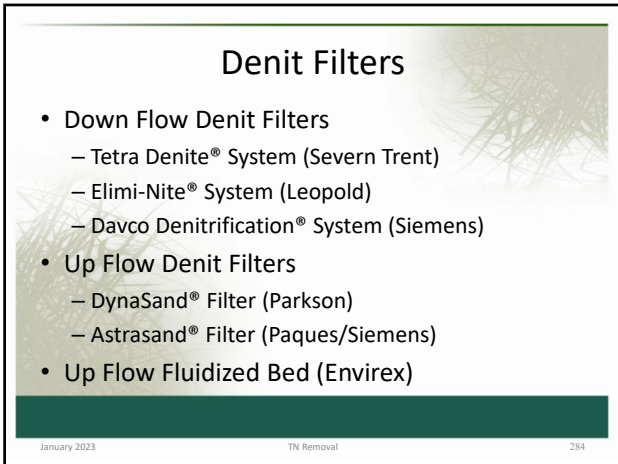 Denit Filters
• Down Flow Denit Filters
– Tetra Denite® System (Severn Trent)
– Elimi-Nite® System (Leopold)
– Davco Denitrification® System (Siemens)
• Up Flow Denit Filters
– DynaSand® Filter (Parkson)
– Astrasand® Filter (Paques/Siemens)
• Up Flow Fluidized Bed (Envirex)
January 2023 TN Removal 284